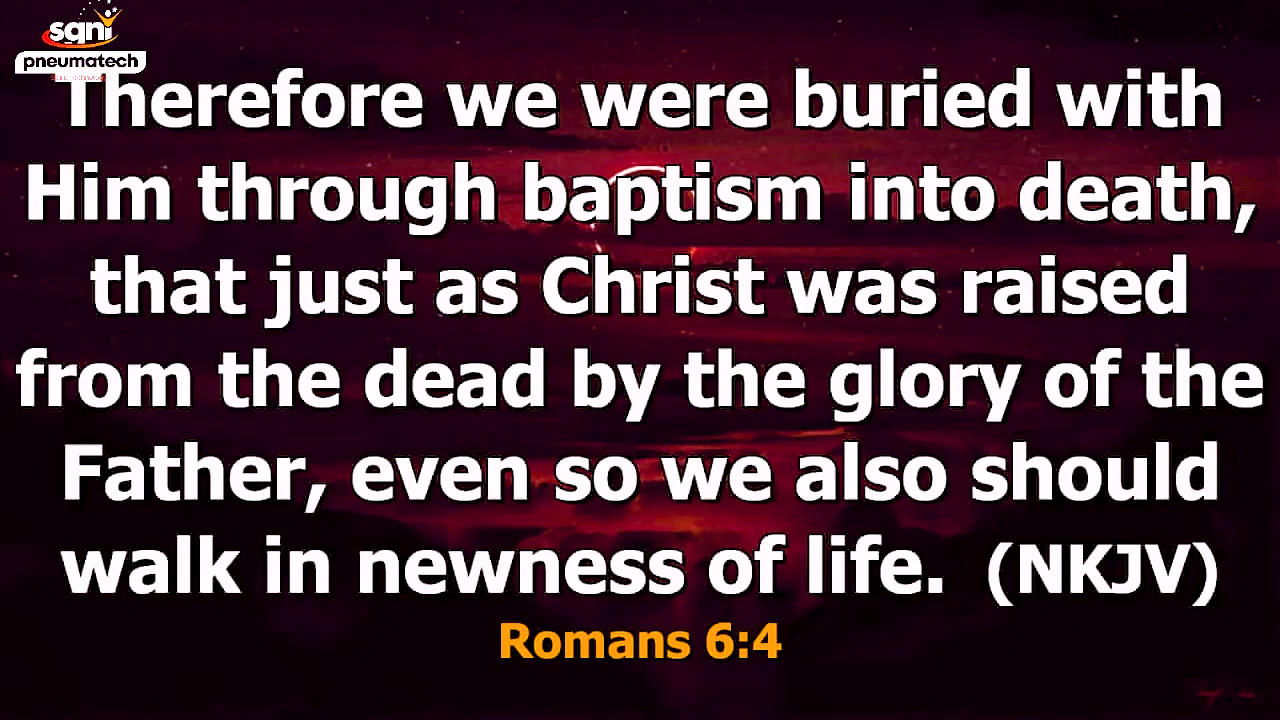 sgni
pneumatech
Therefore we were buried with
Him through baptism into death,
that just as Christ was raised
from the dead by the glory of the
Father, even so we also should
walk in newness of life. (NKJV)
Romans 6:4